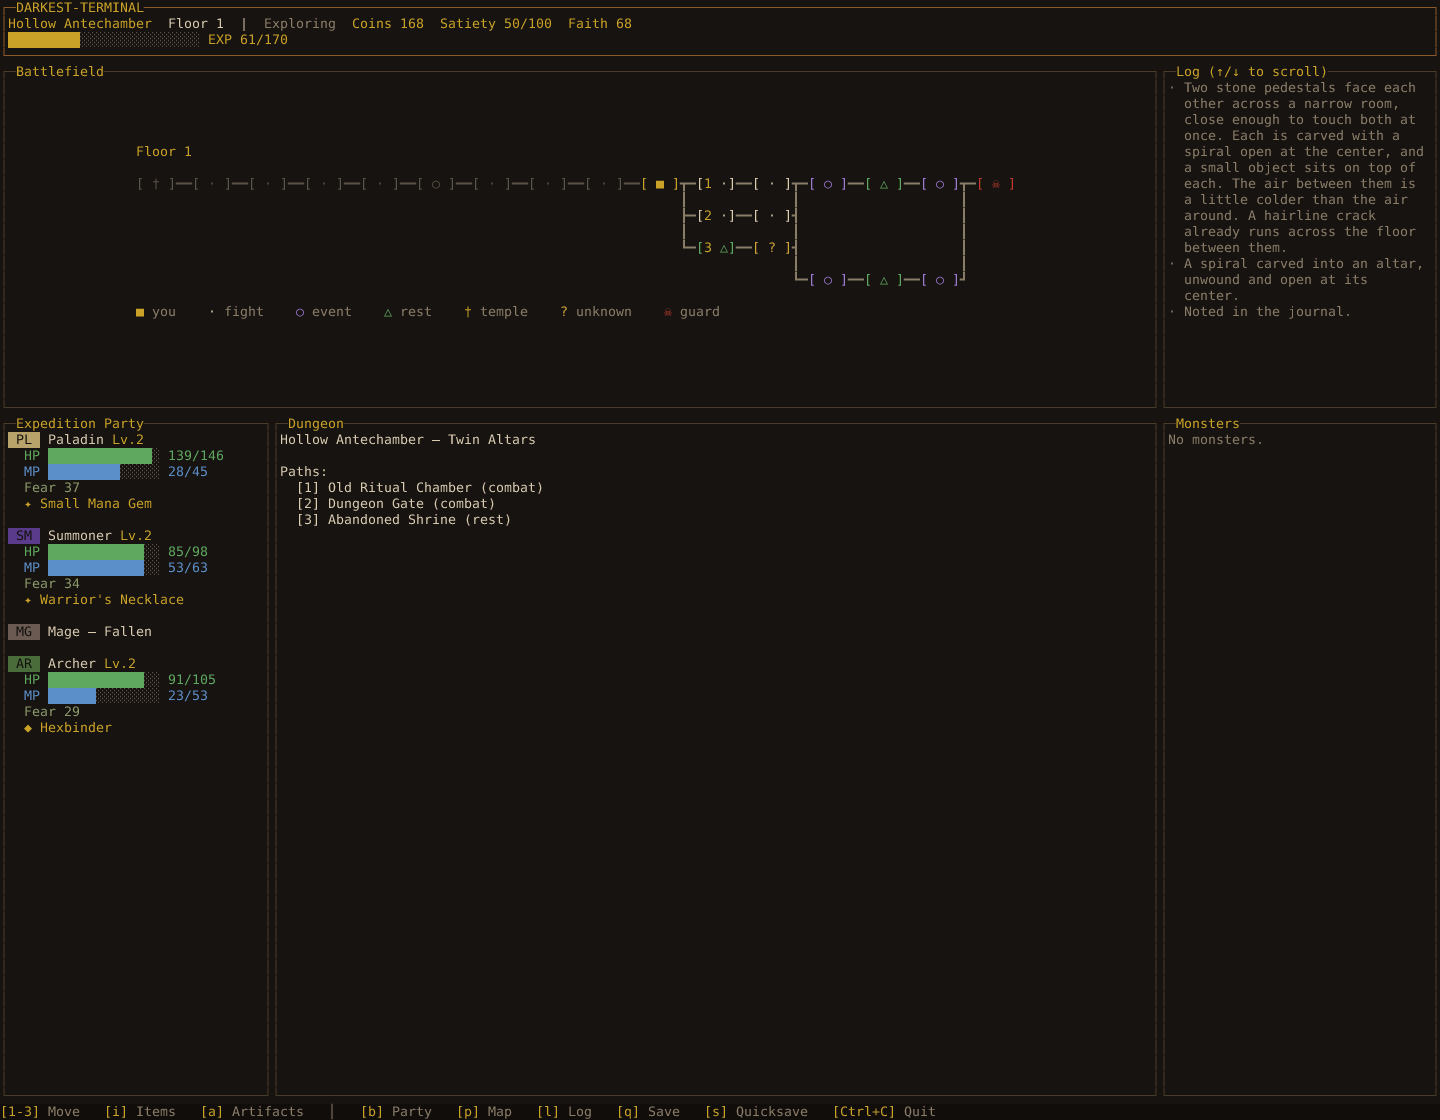 DARKEST-TERMINAL
Hollow Antechamber  Floor 1  |  Exploring  Coins 168  Satiety 50/100  Faith 68
EXP 61/170
Battlefield
Floor 1
[ † ]──[ · ]──[ · ]──[ · ]──[ · ]──[ ○ ]──[ · ]──[ · ]──[ · ]──[ ■ ]┬─[1 ·]──[ · ]┬─[ ○ ]──[ △ ]──[ ○ ]┬─[ ☠ ]
├─[2 ·]──[ · ]┤
└─[3 △]──[ ? ]┤
└─[ ○ ]──[ △ ]──[ ○ ]┘
■ you    · fight    ○ event    △ rest    † temple    ? unknown    ☠ guard
Log (↑/↓ to scroll)
· Two stone pedestals face each
other across a narrow room,
close enough to touch both at
once. Each is carved with a
spiral open at the center, and
a small object sits on top of
each. The air between them is
a little colder than the air
around. A hairline crack
already runs across the floor
between them.
· A spiral carved into an altar,
unwound and open at its
center.
· Noted in the journal.
Expedition Party
PL Paladin Lv.2
HP 139/146
MP 28/45
Fear 37
✦ Small Mana Gem
SM Summoner Lv.2
HP 85/98
MP 53/63
Fear 34
✦ Warrior's Necklace
MG Mage — Fallen
AR Archer Lv.2
HP 91/105
MP 23/53
Fear 29
◆ Hexbinder
Dungeon
Hollow Antechamber — Twin Altars
Paths:
[1] Old Ritual Chamber (combat)
[2] Dungeon Gate (combat)
[3] Abandoned Shrine (rest)
Monsters
No monsters.
[1-3] Move   [i] Items   [a] Artifacts   │   [b] Party   [p] Map   [l] Log   [q] Save   [s] Quicksave   [Ctrl+C] Quit